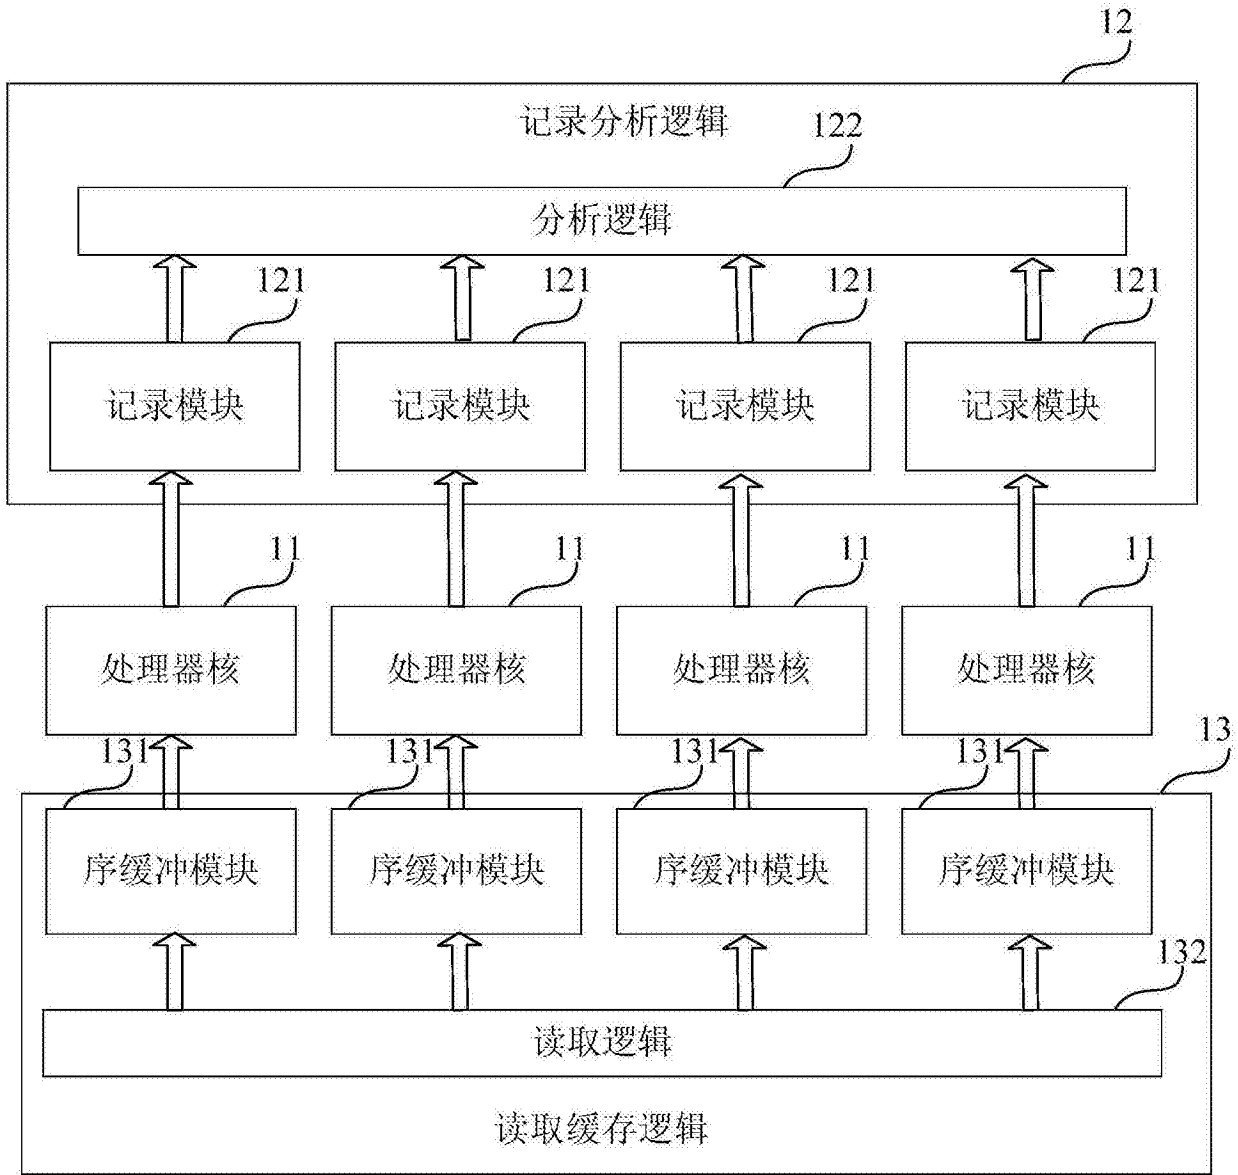 12
记录分析逻辑
122
分析逻辑
121 121 121 121
记录模块 记录模块 记录模块 记录模块
11 11 11 11
处理器核 处理器核 处理器核 处理器核
131 131 131 131 13
序缓冲模块 序缓冲模块 序缓冲模块 序缓冲模块
132
读取逻辑
读取缓存逻辑